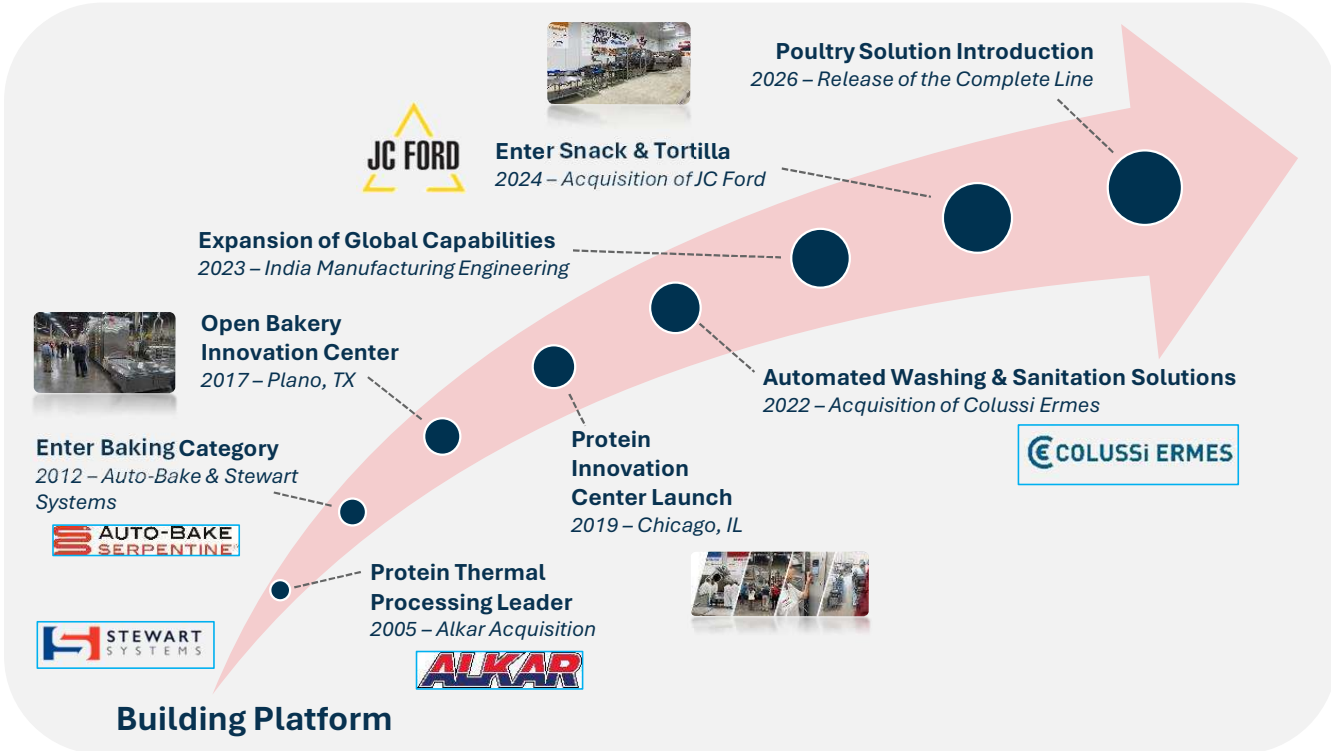 Poultry Solution Introduction
2026 – Release of the Complete Line
JC FORD
Enter Snack & Tortilla
2024 – Acquisition of JC Ford
Expansion of Global Capabilities
2023 – India Manufacturing Engineering
Open Bakery
Innovation Center
2017 – Plano, TX
Automated Washing & Sanitation Solutions
2022 – Acquisition of Colussi Ermes
COLUSSi ERMES
Enter Baking Category
2012 – Auto-Bake & Stewart
Systems
AUTO-BAKE
SERPENTINE
Protein
Innovation
Center Launch
2019 – Chicago, IL
Protein Thermal
Processing Leader
2005 – Alkar Acquisition
ALKAR
STEWART
SYSTEMS
Building Platform